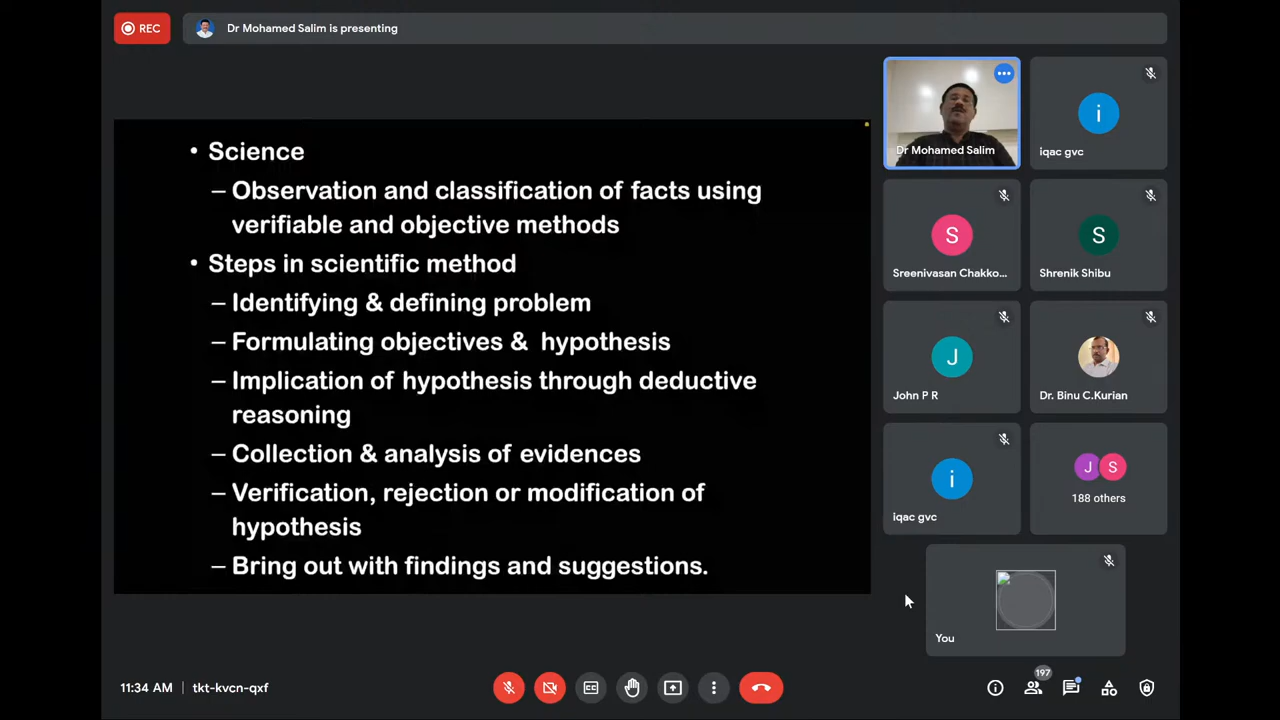 REC
Dr Mohamed Salim is presenting
• Science
– Observation and classification of facts using
verifiable and objective methods
• Steps in scientific method
– Identifying & defining problem
– Formulating objectives & hypothesis
– Implication of hypothesis through deductive
reasoning
– Collection & analysis of evidences
– Verification, rejection or modification of
hypothesis
– Bring out with findings and suggestions.
Dr Mohamed Salim
i
iqac gvc
S
Sreenivasan Chakko...
S
Shrenik Shibu
J
John P R
Dr. Binu C.Kurian
i
iqac gvc
J S
188 others
You
11:34 AM | tkt-kvcn-qxf
CC
197